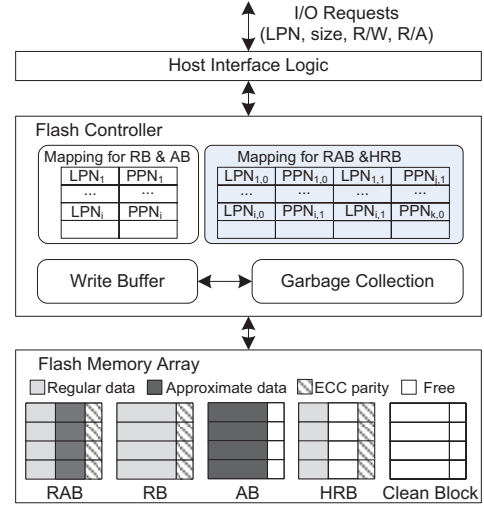 I/O Requests
(LPN, size, R/W, R/A)
Host Interface Logic
Flash Controller
Mapping for RB & AB
LPN1 PPN1
... ...
LPNi PPNi
Mapping for RAB &HRB
LPN1,0 PPN1,0 LPN1,1 PPNj,1
... ... ... ...
LPNi,0 PPNi,1 LPNi,1 PPNk,0
Write Buffer
Garbage Collection
Flash Memory Array
Regular data Approximate data ECC parity Free
RAB RB AB HRB Clean Block